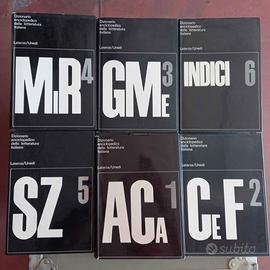 Dizionario
enciclopedico
della letteratura
italiana
Laterza/Unedi
MiR4
Dizionario
enciclopedico
della letteratura
italiana
Laterza/Unedi
GMe3
Dizionario
enciclopedico
della letteratura
italiana
Laterza/Unedi
INDICI 6
Dizionario
enciclopedico
della letteratura
italiana
Laterza/Unedi
SZ5
Dizionario
enciclopedico
della letteratura
italiana
Laterza/Unedi
ACa1
Dizionario
enciclopedico
della letteratura
italiana
Laterza/Unedi
CeF2
subito